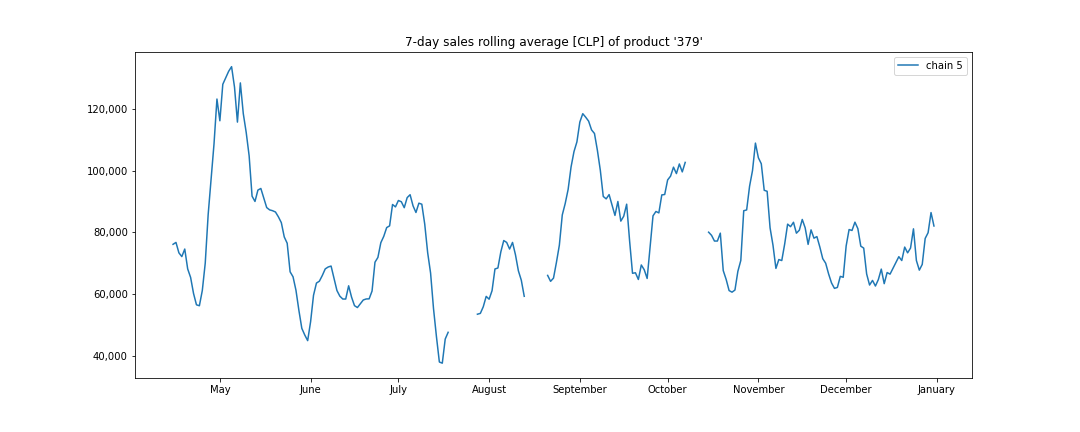 7-day sales rolling average [CLP] of product '379'
chain 5
120,000
100,000
80,000
60,000
40,000
May June July August September October November December January